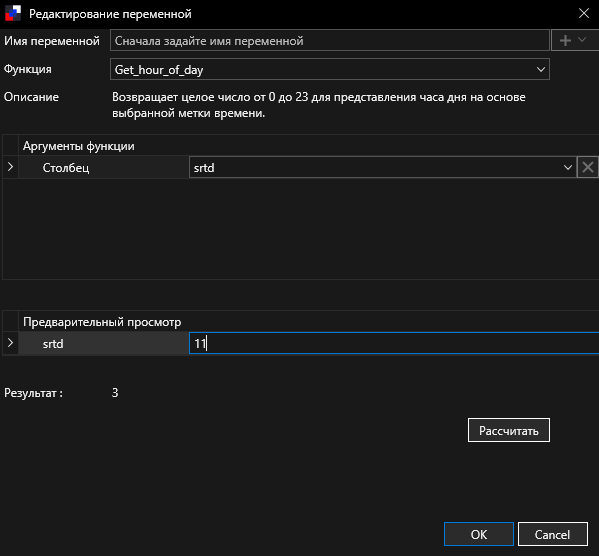 Редактирование переменной
Имя переменной Сначала задайте имя переменной
Функция Get_hour_of_day
Описание Возвращает целое число от 0 до 23 для представления часа дня на основе
выбранной метки времени.
Аргументы функции
Столбец srtd
Предварительный просмотр
srtd 11
Результат : 3
Рассчитать
OK Cancel